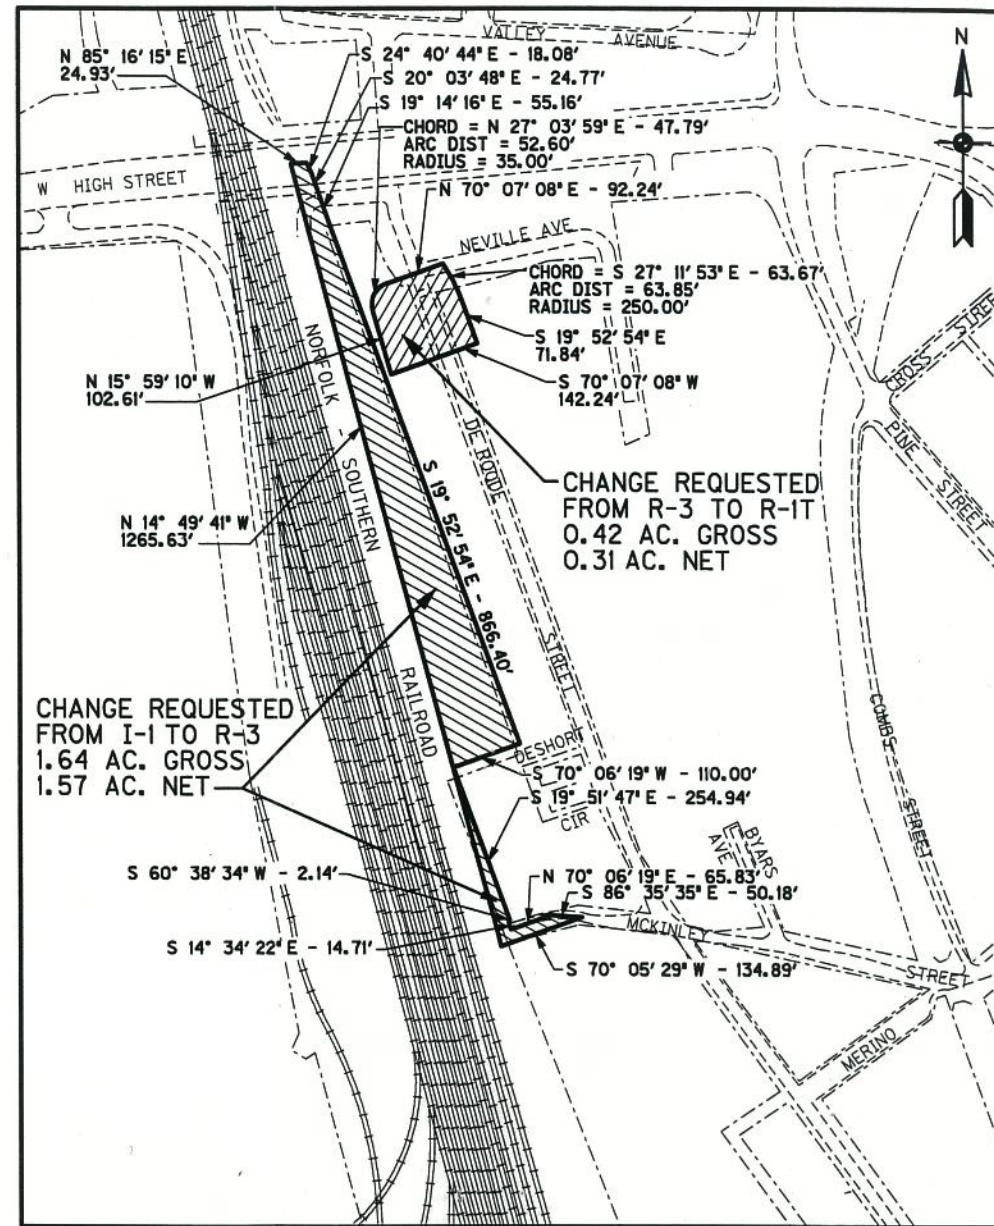 VALLEY AVENUE
N 85° 16' 15" E
24.93'
S 24° 40' 44" E - 18.08'
S 20° 03' 48" E - 24.77'
S 19° 14' 16" E - 55.16'
CHORD = N 27° 03' 59" E - 47.79'
ARC DIST = 52.60'
RADIUS = 35.00'
N
W HIGH STREET
N 70° 07' 08" E - 92.24'
NEVILLE AVE
CHORD = S 27° 11' 53" E - 63.67'
ARC DIST = 63.85'
RADIUS = 250.00'
S 19° 52' 54" E
71.84'
S 70° 07' 08" W
142.24'
CROSS STREE
PINE STREET
NORFOLK - SOUTHERN RAILROAD
N 15° 59' 10" W
102.61'
DE ROODE STREET
S 19° 52' 54" E - 866.40'
CHANGE REQUESTED
FROM R-3 TO R-1T
0.42 AC. GROSS
0.31 AC. NET
N 14° 49' 41" W
1265.63'
CHANGE REQUESTED
FROM I-1 TO R-3
1.64 AC. GROSS
1.57 AC. NET
COMBS STREET
DESHORT
CIR
S 70° 06' 19" W - 110.00'
S 19° 51' 47" E - 254.94'
BYARS
AVE
S 60° 38' 34" W - 2.14'
N 70° 06' 19" E - 65.83'
S 86° 35' 35" E - 50.18'
MCKINLEY STREET
S 14° 34' 22" E - 14.71'
S 70° 05' 29" W - 134.89'
MERINO